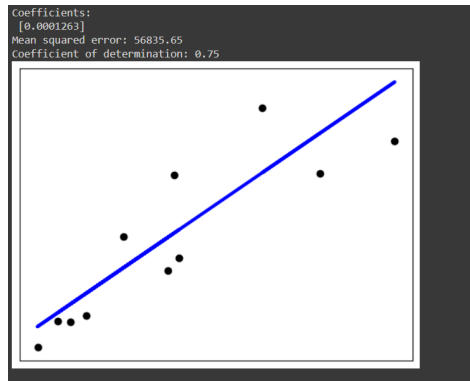 Coefficients:
[0.0001263]
Mean squared error: 56835.65
Coefficient of determination: 0.75